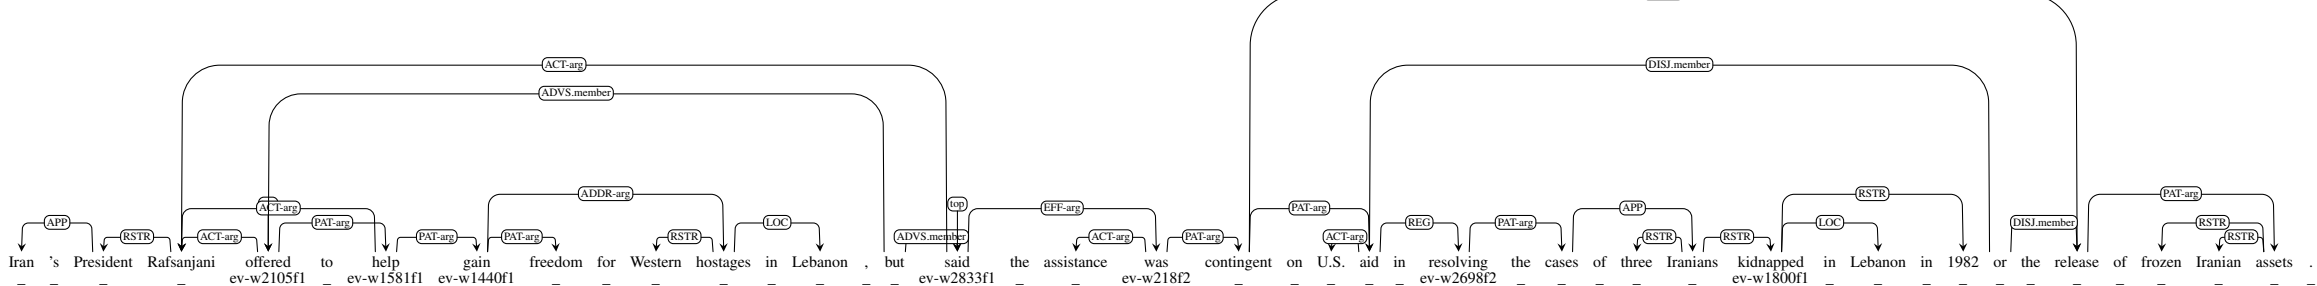 ACT-arg DISJ.member
ADVS.member
ADDR-arg RSTR PAT-arg
top
ACT-arg EFF-arg PAT-arg APP
APP PAT-arg LOC REG PAT-arg LOC DISJ.member RSTR
RSTR ACT-arg PAT-arg PAT-arg RSTR ADVS.member ACT-arg PAT-arg ACT-arg RSTR RSTR RSTR
Iran 's President Rafsanjani offered to help gain freedom for Western hostages in Lebanon , but said the assistance was contingent on U.S. aid in resolving the cases of three Iranians kidnapped in Lebanon in 1982 or the release of frozen Iranian assets .
_ _ _ _ ev-w2105f1 _ ev-w1581f1 ev-w1440f1 _ _ _ _ _ _ _ _ ev-w2833f1 _ _ ev-w218f2 _ _ _ _ _ ev-w2698f2 _ _ _ _ _ ev-w1800f1 _ _ _ _ _ _ _ _ _ _ _ _